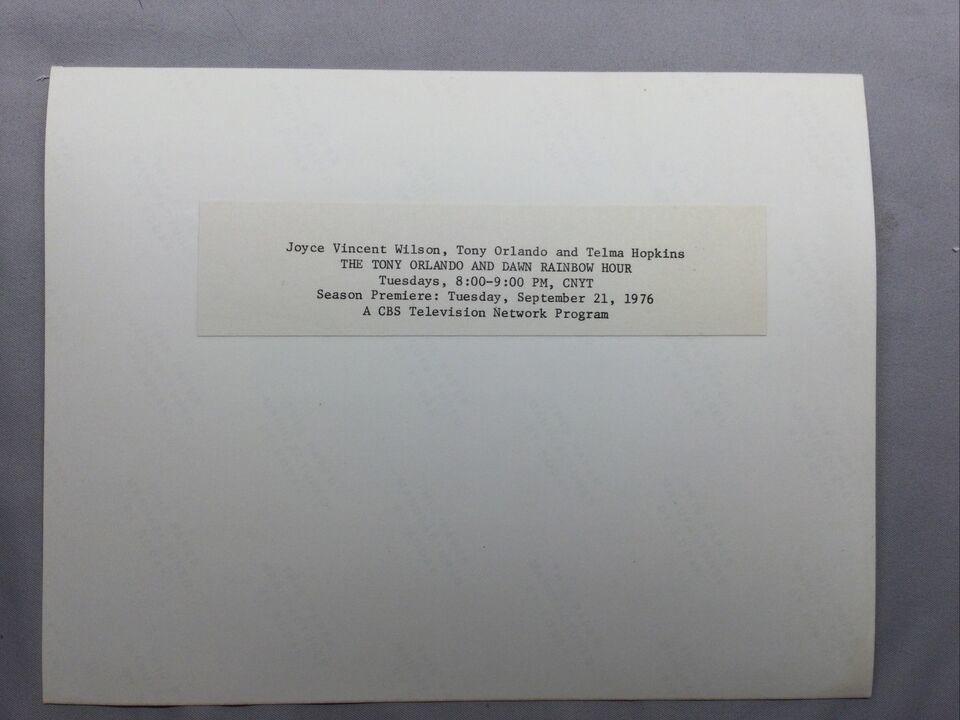 Joyce Vincent Wilson, Tony Orlando and Telma Hopkins
THE TONY ORLANDO AND DAWN RAINBOW HOUR
Tuesdays, 8:00-9:00 PM, CNYT
Season Premiere: Tuesday, September 21, 1976
A CBS Television Network Program